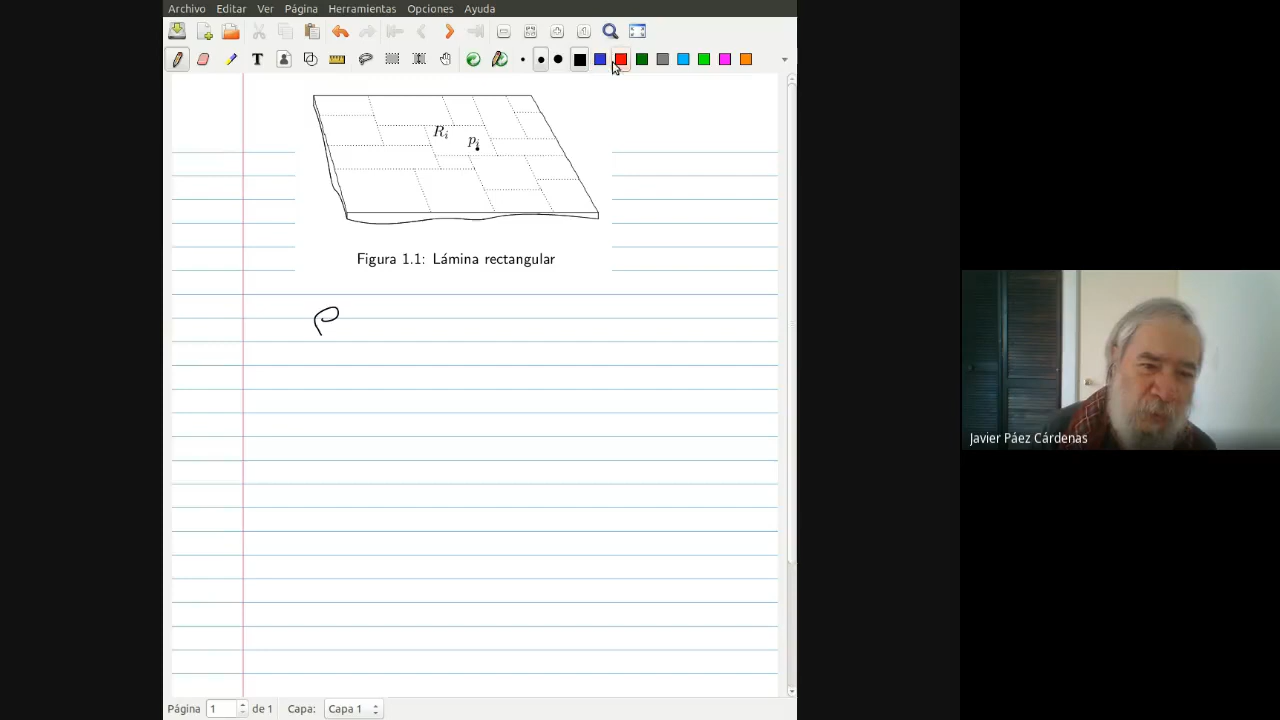 Archivo Editar Ver Página Herramientas Opciones Ayuda
T
R_i
p_i
Figura 1.1: Lámina rectangular
Javier Páez Cárdenas
Página 1 de 1 Capa: Capa 1